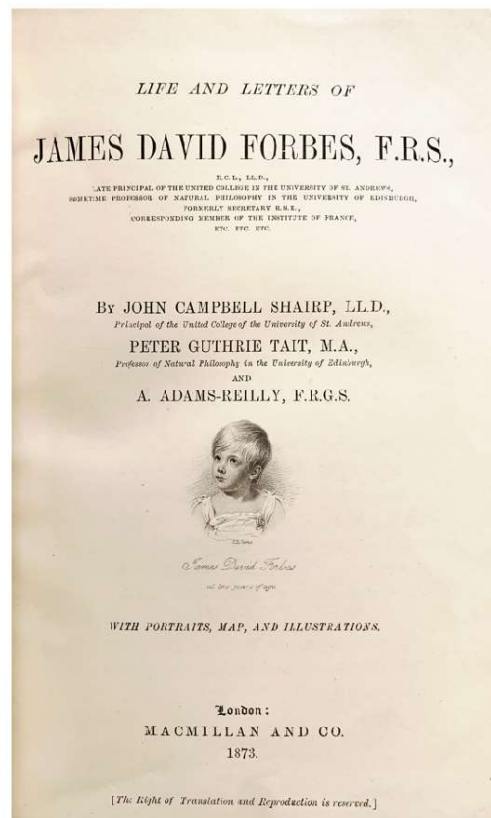 LIFE AND LETTERS OF
JAMES DAVID FORBES, F.R.S.,
D.C.L., LL.D.,
LATE PRINCIPAL OF THE UNITED COLLEGE IN THE UNIVERSITY OF ST. ANDREWS,
SOMETIME PROFESSOR OF NATURAL PHILOSOPHY IN THE UNIVERSITY OF EDINBURGH,
FORMERLY SECRETARY R.S.E.,
CORRESPONDING MEMBER OF THE INSTITUTE OF FRANCE,
ETC. ETC. ETC.
BY JOHN CAMPBELL SHAIRP, LL.D.,
Principal of the United College of the University of St. Andrews,
PETER GUTHRIE TAIT, M.A.,
Professor of Natural Philosophy in the University of Edinburgh,
AND
A. ADAMS-REILLY, F.R.G.S.
James David Forbes
WITH PORTRAITS, MAP, AND ILLUSTRATIONS.
London:
MACMILLAN AND CO.
1873.
[The Right of Translation and Reproduction is reserved.]